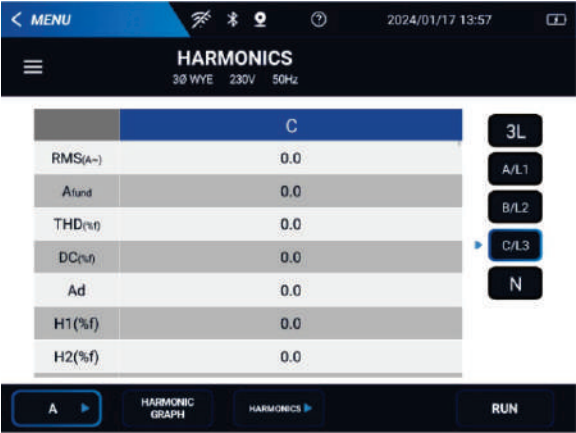 < MENU
? 2024/01/17 13:57
HARMONICS
3Ø WYE 230V 50Hz
C
RMS(A~) 0.0
Afund 0.0
THD(%f) 0.0
DC(%f) 0.0
Ad 0.0
H1(%f) 0.0
H2(%f) 0.0
3L
A/L1
B/L2
C/L3
N
A
HARMONIC
GRAPH
HARMONICS
RUN